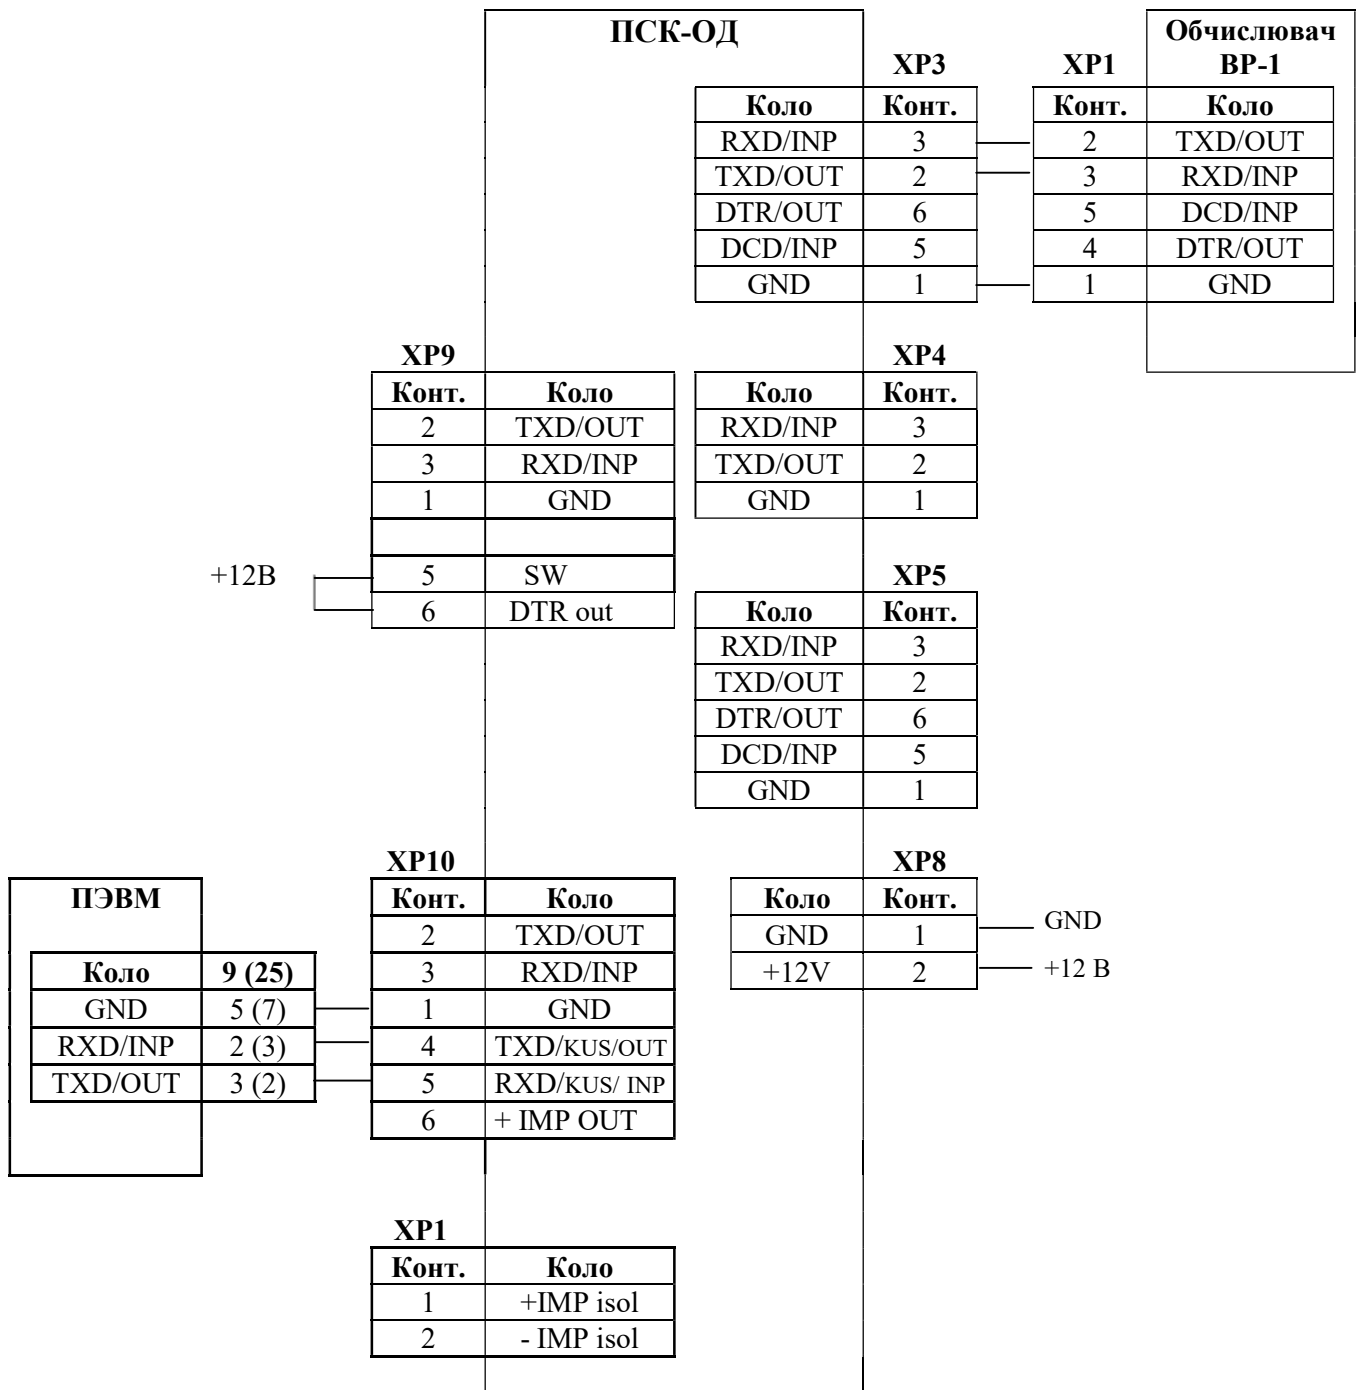 ПСК-ОД
Обчислювач
ВР-1
ХР3
ХР1
Коло Конт.
Конт. Коло
RXD/INP 3
2 TXD/OUT
TXD/OUT 2
3 RXD/INP
DTR/OUT 6
5 DCD/INP
DCD/INP 5
4 DTR/OUT
GND 1
1 GND
ХР9
Конт. Коло
2 TXD/OUT
3 RXD/INP
1 GND
5 SW
6 DTR out
+12В
ХР4
Коло Конт.
RXD/INP 3
TXD/OUT 2
GND 1
ХР5
Коло Конт.
RXD/INP 3
TXD/OUT 2
DTR/OUT 6
DCD/INP 5
GND 1
ПЭВМ
Коло 9 (25)
GND 5 (7)
RXD/INP 2 (3)
TXD/OUT 3 (2)
ХР10
Конт. Коло
2 TXD/OUT
3 RXD/INP
1 GND
4 TXD/KUS/OUT
5 RXD/KUS/ INP
6 + IMP OUT
ХР8
Коло Конт.
GND 1
+12V 2
GND
+12 В
ХР1
Конт. Коло
1 +IMP isol
2 - IMP isol